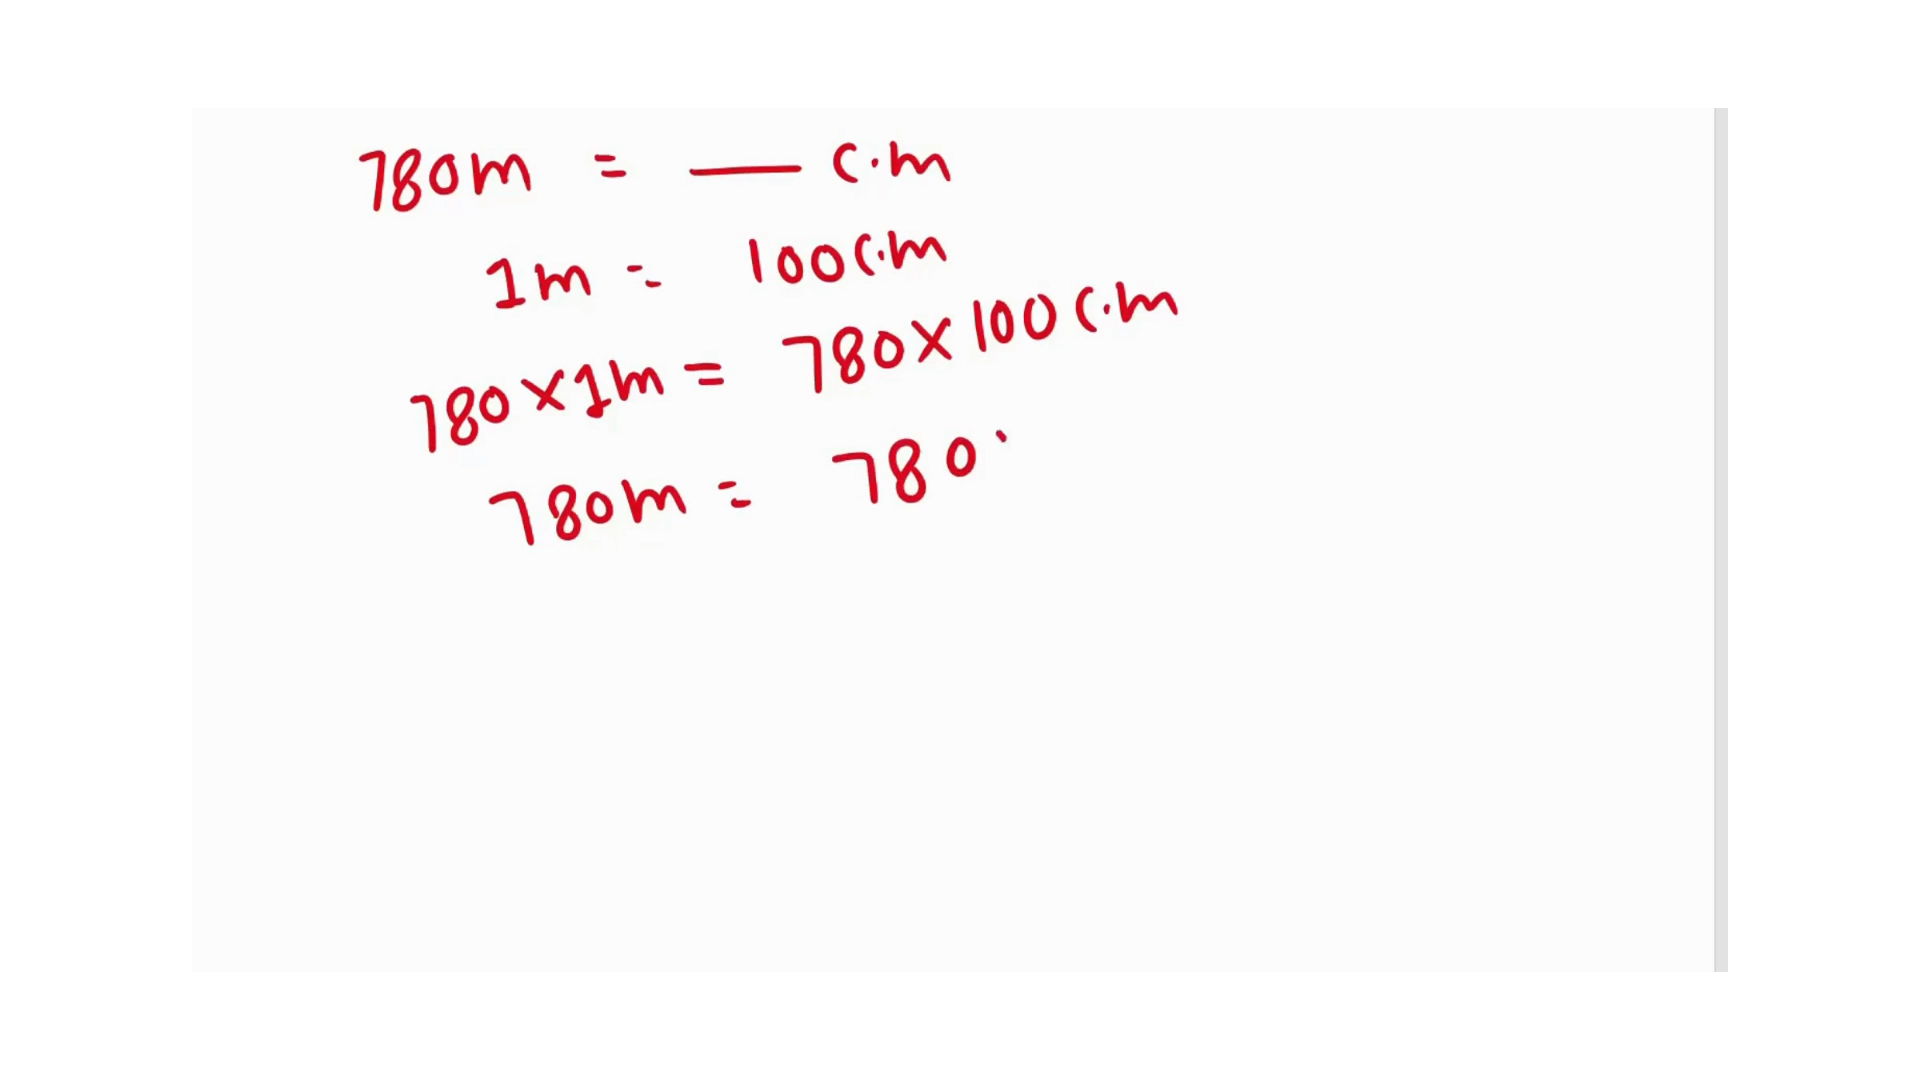 780m = ___ c.m
1m = 100c.m
780×1m = 780×100c.m
780m = 780